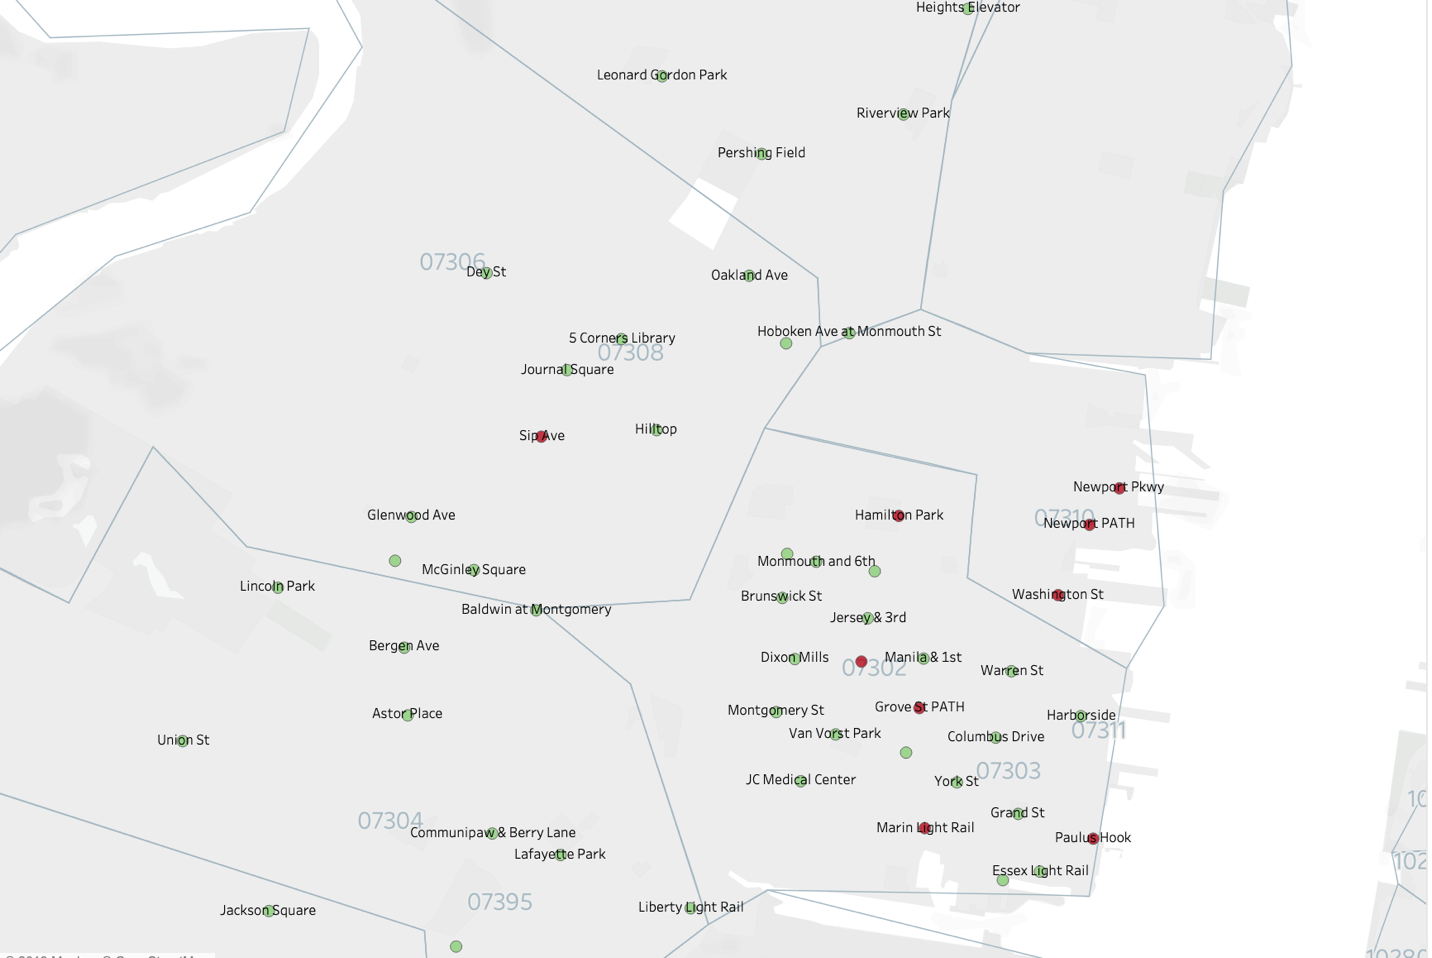 Heights Elevator
Leonard Gordon Park
Riverview Park
Pershing Field
07306
Dey St
Oakland Ave
Hoboken Ave at Monmouth St
5 Corners Library
07308
Journal Square
Hilltop
Sip Ave
Newport Pkwy
Glenwood Ave
Hamilton Park
07310
Newport PATH
Monmouth and 6th
McGinley Square
Lincoln Park
Washington St
Brunswick St
Baldwin at Montgomery
Jersey & 3rd
Bergen Ave
Dixon Mills
Manila & 1st
07302
Warren St
Grove St PATH
Montgomery St
Astor Place
Harborside
07311
Van Vorst Park
Columbus Drive
Union St
07303
JC Medical Center
York St
10
Grand St
07304
Marin Light Rail
Communipaw & Berry Lane
Paulus Hook
Lafayette Park
102
Essex Light Rail
07395
Liberty Light Rail
Jackson Square